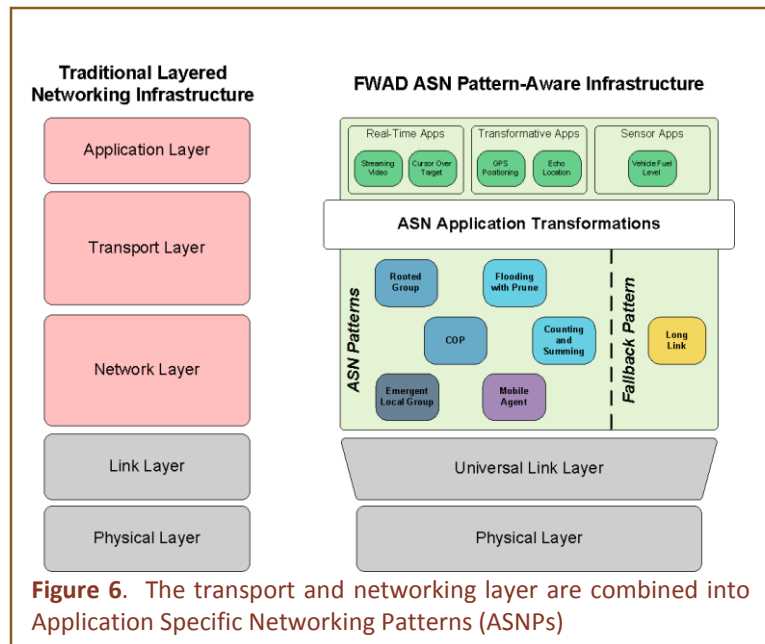 Traditional Layered
Networking Infrastructure
Application Layer
Transport Layer
Network Layer
Link Layer
Physical Layer
FWAD ASN Pattern-Aware Infrastructure
Real-Time Apps
Streaming
Video
Cursor Over
Target
Transformative Apps
GPS
Positioning
Echo
Location
Sensor Apps
Vehicle Fuel
Level
ASN Application Transformations
ASN Patterns
Rooted
Group
Flooding
with Prune
COP
Counting
and
Summing
Emergent
Local Group
Mobile
Agent
Fallback Pattern
Long
Link
Universal Link Layer
Physical Layer
Figure 6. The transport and networking layer are combined into
Application Specific Networking Patterns (ASNPs)